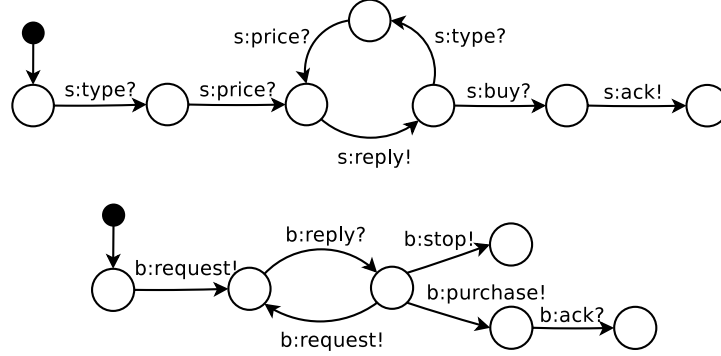 s:price?
s:type?
s:type?
s:price?
s:buy?
s:ack!
s:reply!
b:reply?
b:stop!
b:request!
b:purchase!
b:ack?
b:request!